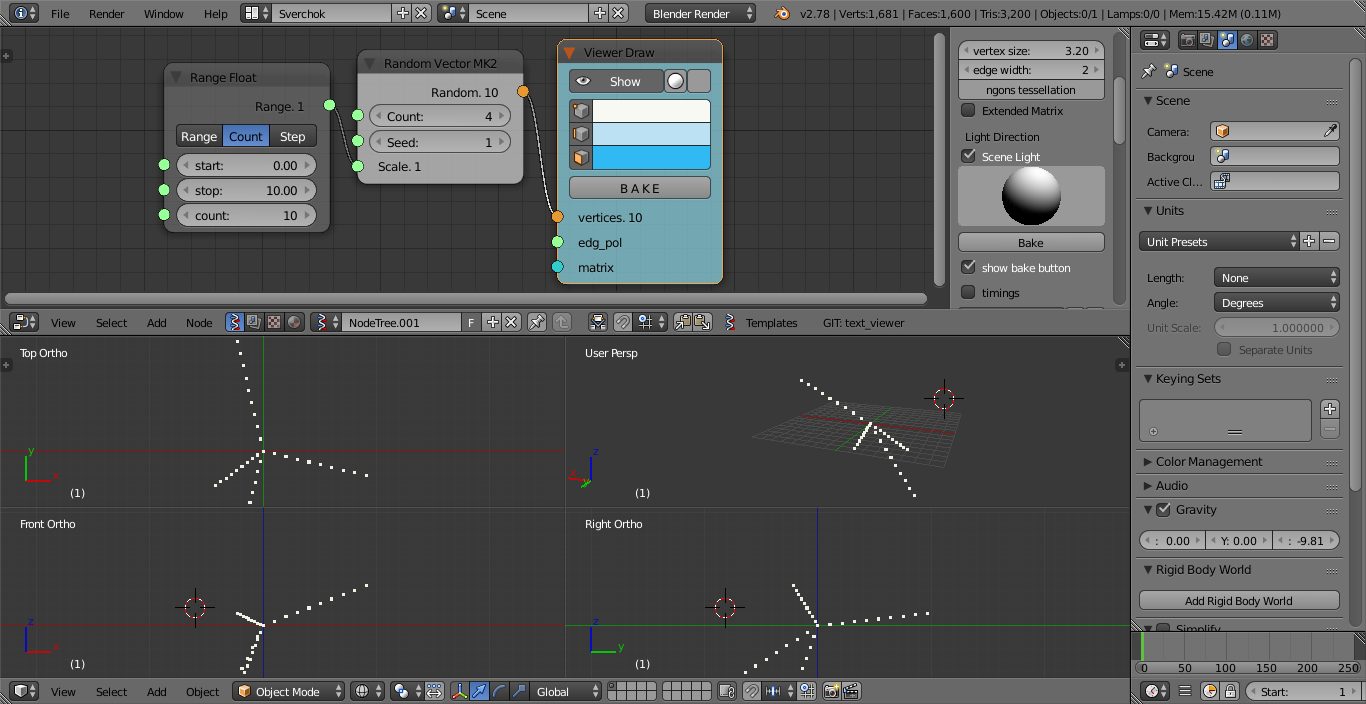 File Render Window Help Sverchok Scene Blender Render v2.78 | Verts:1,681 | Faces:1,600 | Tris:3,200 | Objects:0/1 | Lamps:0/0 | Mem:15.42M (0.11M)
Range Float
Range. 1
Range Count Step
start: 0.00
stop: 10.00
count: 10
Random Vector MK2
Random. 10
Count: 4
Seed: 1
Scale. 1
Viewer Draw
Show
BAKE
vertices. 10
edg_pol
matrix
vertex size: 3.20
edge width: 2
ngons tessellation
Extended Matrix
Light Direction
Scene Light
Bake
show bake button
timings
View Select Add Node NodeTree.001 F Templates GIT: text_viewer
Top Ortho
y
x
(1)
User Persp
z
x
y
(1)
Front Ortho
z
x
(1)
Right Ortho
z
y
(1)
View Select Add Object Object Mode Global
Scene
Scene
Camera:
Backgrou
Active Cl...
Units
Unit Presets
Length: None
Angle: Degrees
Unit Scale: 1.000000
Separate Units
Keying Sets
Color Management
Audio
Gravity
: 0.00 Y: 0.00 : -9.81
Rigid Body World
Add Rigid Body World
Simplify
0 50 100 150 200 250
Start: 1